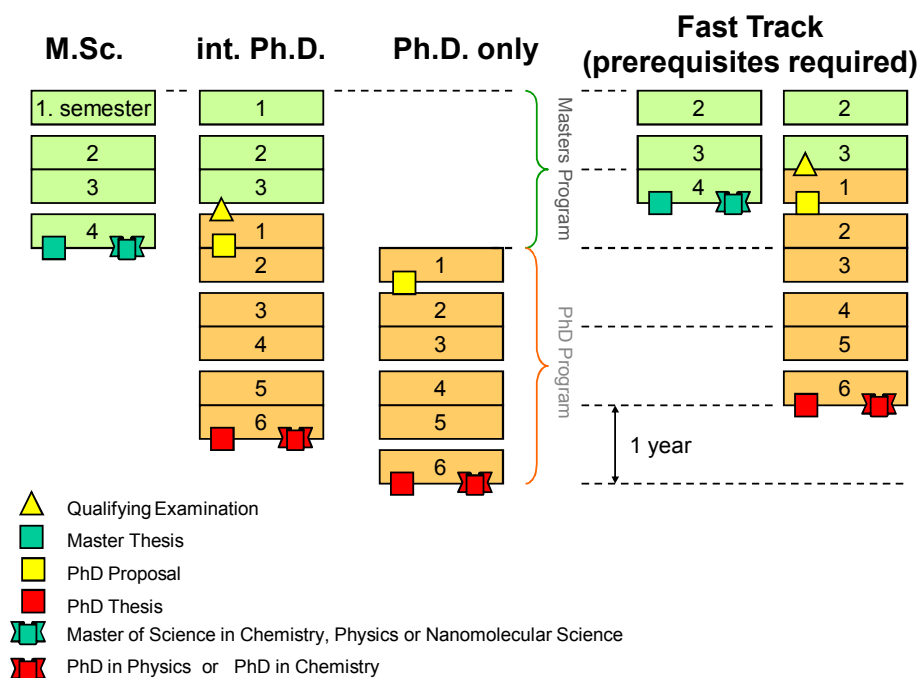 M.Sc.
int. Ph.D.
Ph.D. only
Fast Track
(prerequisites required)
1. semester
2
3
4
1
2
3
1
2
3
4
5
6
1
2
3
4
5
6
Masters Program
PhD Program
2
3
4
2
3
1
2
3
4
5
6
1 year
Qualifying Examination
Master Thesis
PhD Proposal
PhD Thesis
Master of Science in Chemistry, Physics or Nanomolecular Science
PhD in Physics or PhD in Chemistry